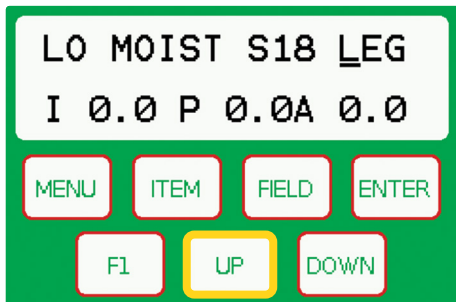 LO MOIST S18 LEG
I 0.0 P 0.0A 0.0
MENU ITEM FIELD ENTER
F1 UP DOWN